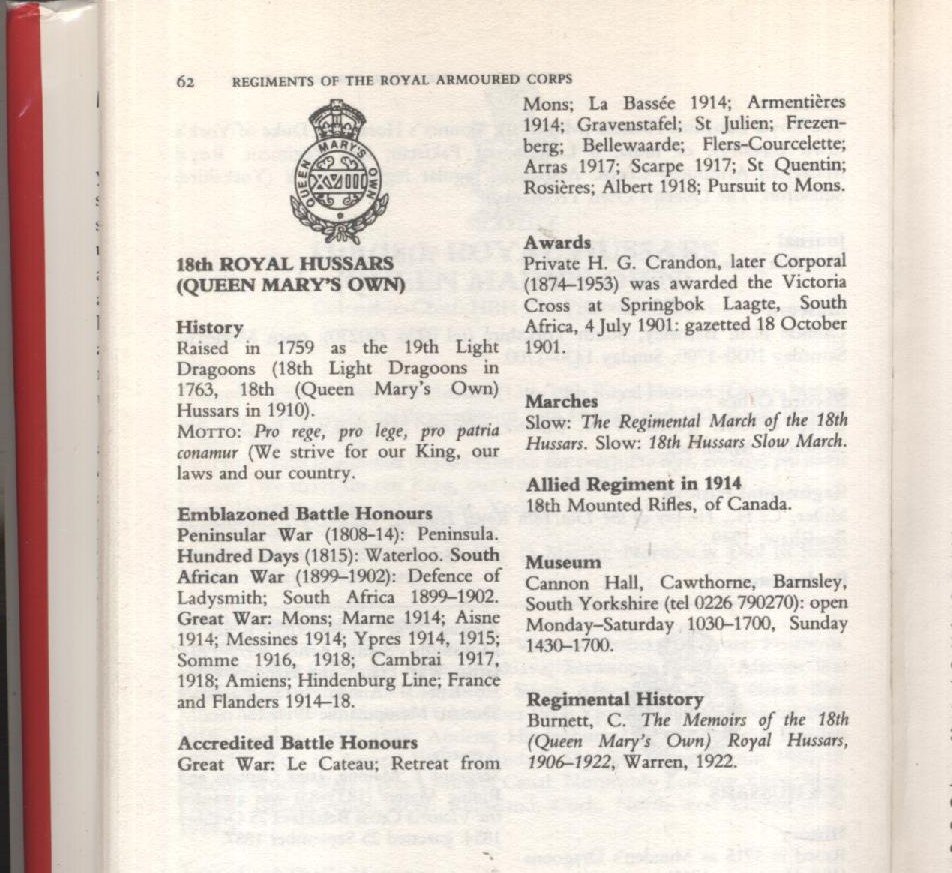 62 REGIMENTS OF THE ROYAL ARMOURED CORPS
QUEEN MARY'S OWN
XVIII
18th ROYAL HUSSARS
(QUEEN MARY'S OWN)
History
Raised in 1759 as the 19th Light
Dragoons (18th Light Dragoons in
1763, 18th (Queen Mary's Own)
Hussars in 1910).
MOTTO: Pro rege, pro lege, pro patria
conamur (We strive for our King, our
laws and our country.
Emblazoned Battle Honours
Peninsular War (1808-14): Peninsula.
Hundred Days (1815): Waterloo. South
African War (1899–1902): Defence of
Ladysmith; South Africa 1899–1902.
Great War: Mons; Marne 1914; Aisne
1914; Messines 1914; Ypres 1914, 1915;
Somme 1916, 1918; Cambrai 1917,
1918; Amiens; Hindenburg Line; France
and Flanders 1914–18.
Accredited Battle Honours
Great War: Le Cateau; Retreat from
Mons; La Bassée 1914; Armentières
1914; Gravenstafel; St Julien; Frezen-
berg; Bellewaarde; Flers-Courcelette;
Arras 1917; Scarpe 1917; St Quentin;
Rosières; Albert 1918; Pursuit to Mons.
Awards
Private H. G. Crandon, later Corporal
(1874–1953) was awarded the Victoria
Cross at Springbok Laagte, South
Africa, 4 July 1901: gazetted 18 October
1901.
Marches
Slow: The Regimental March of the 18th
Hussars. Slow: 18th Hussars Slow March.
Allied Regiment in 1914
18th Mounted Rifles, of Canada.
Museum
Cannon Hall, Cawthorne, Barnsley,
South Yorkshire (tel 0226 790270): open
Monday–Saturday 1030–1700, Sunday
1430–1700.
Regimental History
Burnett, C. The Memoirs of the 18th
(Queen Mary's Own) Royal Hussars,
1906–1922, Warren, 1922.